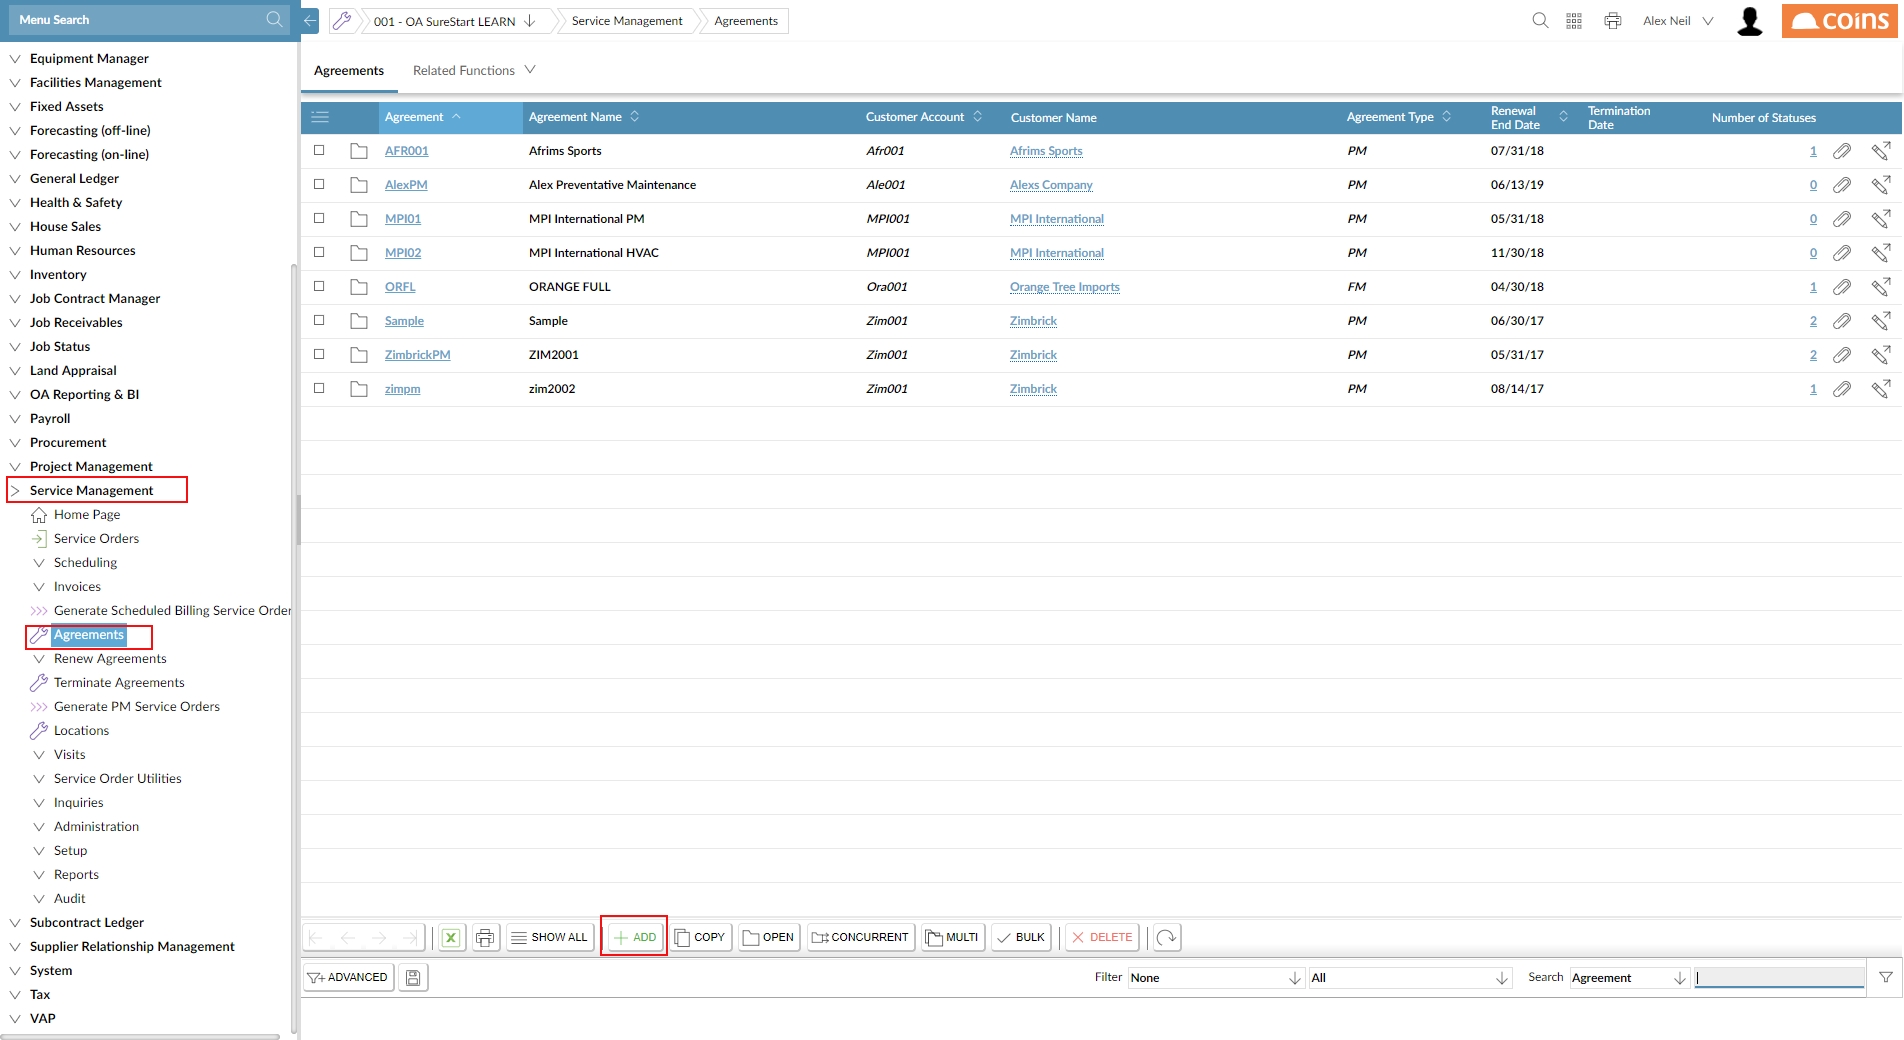 Menu Search
001 - OA SureStart LEARN
Service Management
Agreements
Alex Neil
coins
Equipment Manager
Facilities Management
Fixed Assets
Forecasting (off-line)
Forecasting (on-line)
General Ledger
Health & Safety
House Sales
Human Resources
Inventory
Job Contract Manager
Job Receivables
Job Status
Land Appraisal
OA Reporting & BI
Payroll
Procurement
Project Management
Service Management
Home Page
Service Orders
Scheduling
Invoices
Generate Scheduled Billing Service Order
Agreements
Renew Agreements
Terminate Agreements
Generate PM Service Orders
Locations
Visits
Service Order Utilities
Inquiries
Administration
Setup
Reports
Audit
Subcontract Ledger
Supplier Relationship Management
System
Tax
VAP
Agreements Related Functions
Agreement Agreement Name Customer Account Customer Name Agreement Type Renewal End Date Termination Date Number of Statuses
AFR001 Afrims Sports Afr001 Afrims Sports PM 07/31/18 1
AlexPM Alex Preventative Maintenance Ale001 Alexs Company PM 06/13/19 0
MPI01 MPI International PM MPI001 MPI International PM 05/31/18 0
MPI02 MPI International HVAC MPI001 MPI International PM 11/30/18 0
ORFL ORANGE FULL Ora001 Orange Tree Imports FM 04/30/18 1
Sample Sample Zim001 Zimbrick PM 06/30/17 2
ZimbrickPM ZIM2001 Zim001 Zimbrick PM 05/31/17 2
zimpm zim2002 Zim001 Zimbrick PM 08/14/17 1
SHOW ALL ADD COPY OPEN CONCURRENT MULTI BULK DELETE
ADVANCED Filter None All Search Agreement